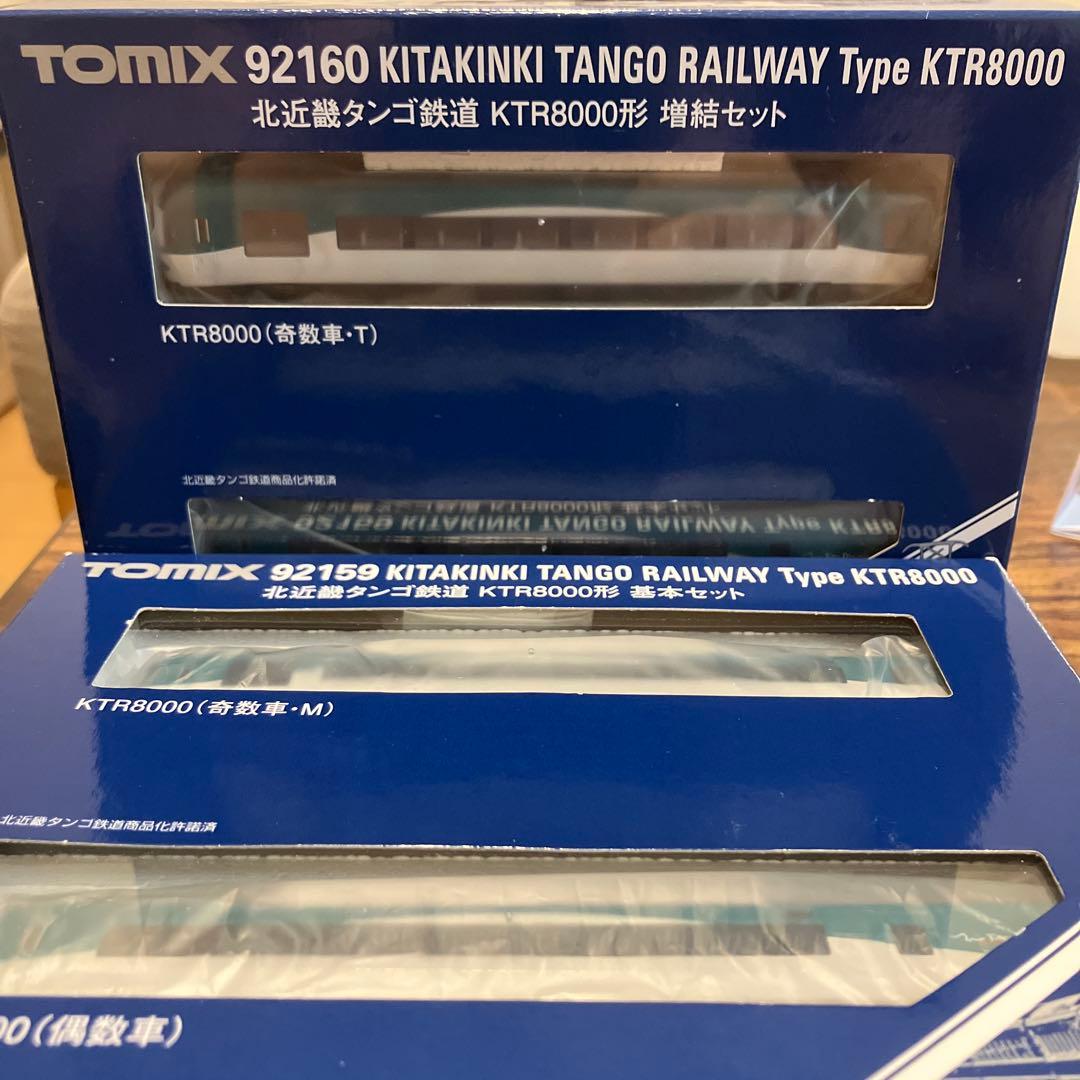 TOMIX 92160 KITAKINKI TANGO RAILWAY Type KTR8000
北近畿タンゴ鉄道 KTR8000形 増結セット
KTR8000(奇数車・T)
北近畿タンゴ鉄道商品化許諾済
TOMIX 92159 KITAKINKI TANGO RAILWAY Type KTR8000
北近畿タンゴ鉄道 KTR8000形 基本セット
KTR8000(奇数車・M)
北近畿タンゴ鉄道商品化許諾済
00(偶数車)